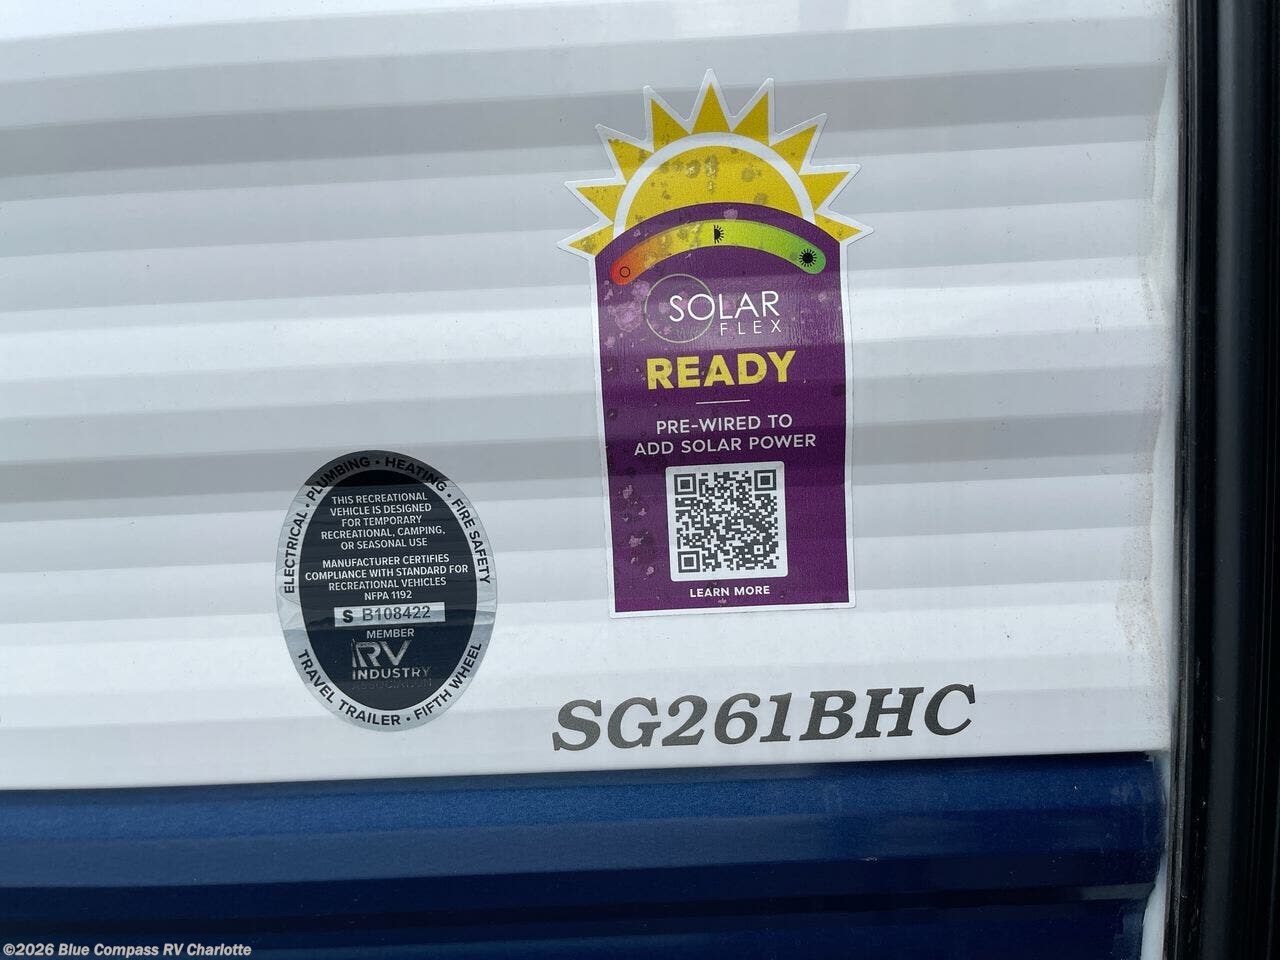 SOLAR
FLEX
READY
PRE-WIRED TO
ADD SOLAR POWER
LEARN MORE
ELECTRICAL • PLUMBING • HEATING • FIRE SAFETY
THIS RECREATIONAL
VEHICLE IS DESIGNED
FOR TEMPORARY
RECREATIONAL, CAMPING,
OR SEASONAL USE
MANUFACTURER CERTIFIES
COMPLIANCE WITH STANDARD FOR
RECREATIONAL VEHICLES
NFPA 1192
S B108422
MEMBER
RV
INDUSTRY
ASSOCIATION
TRAVEL TRAILER • FIFTH WHEEL
SG261BHC
©2026 Blue Compass RV Charlotte